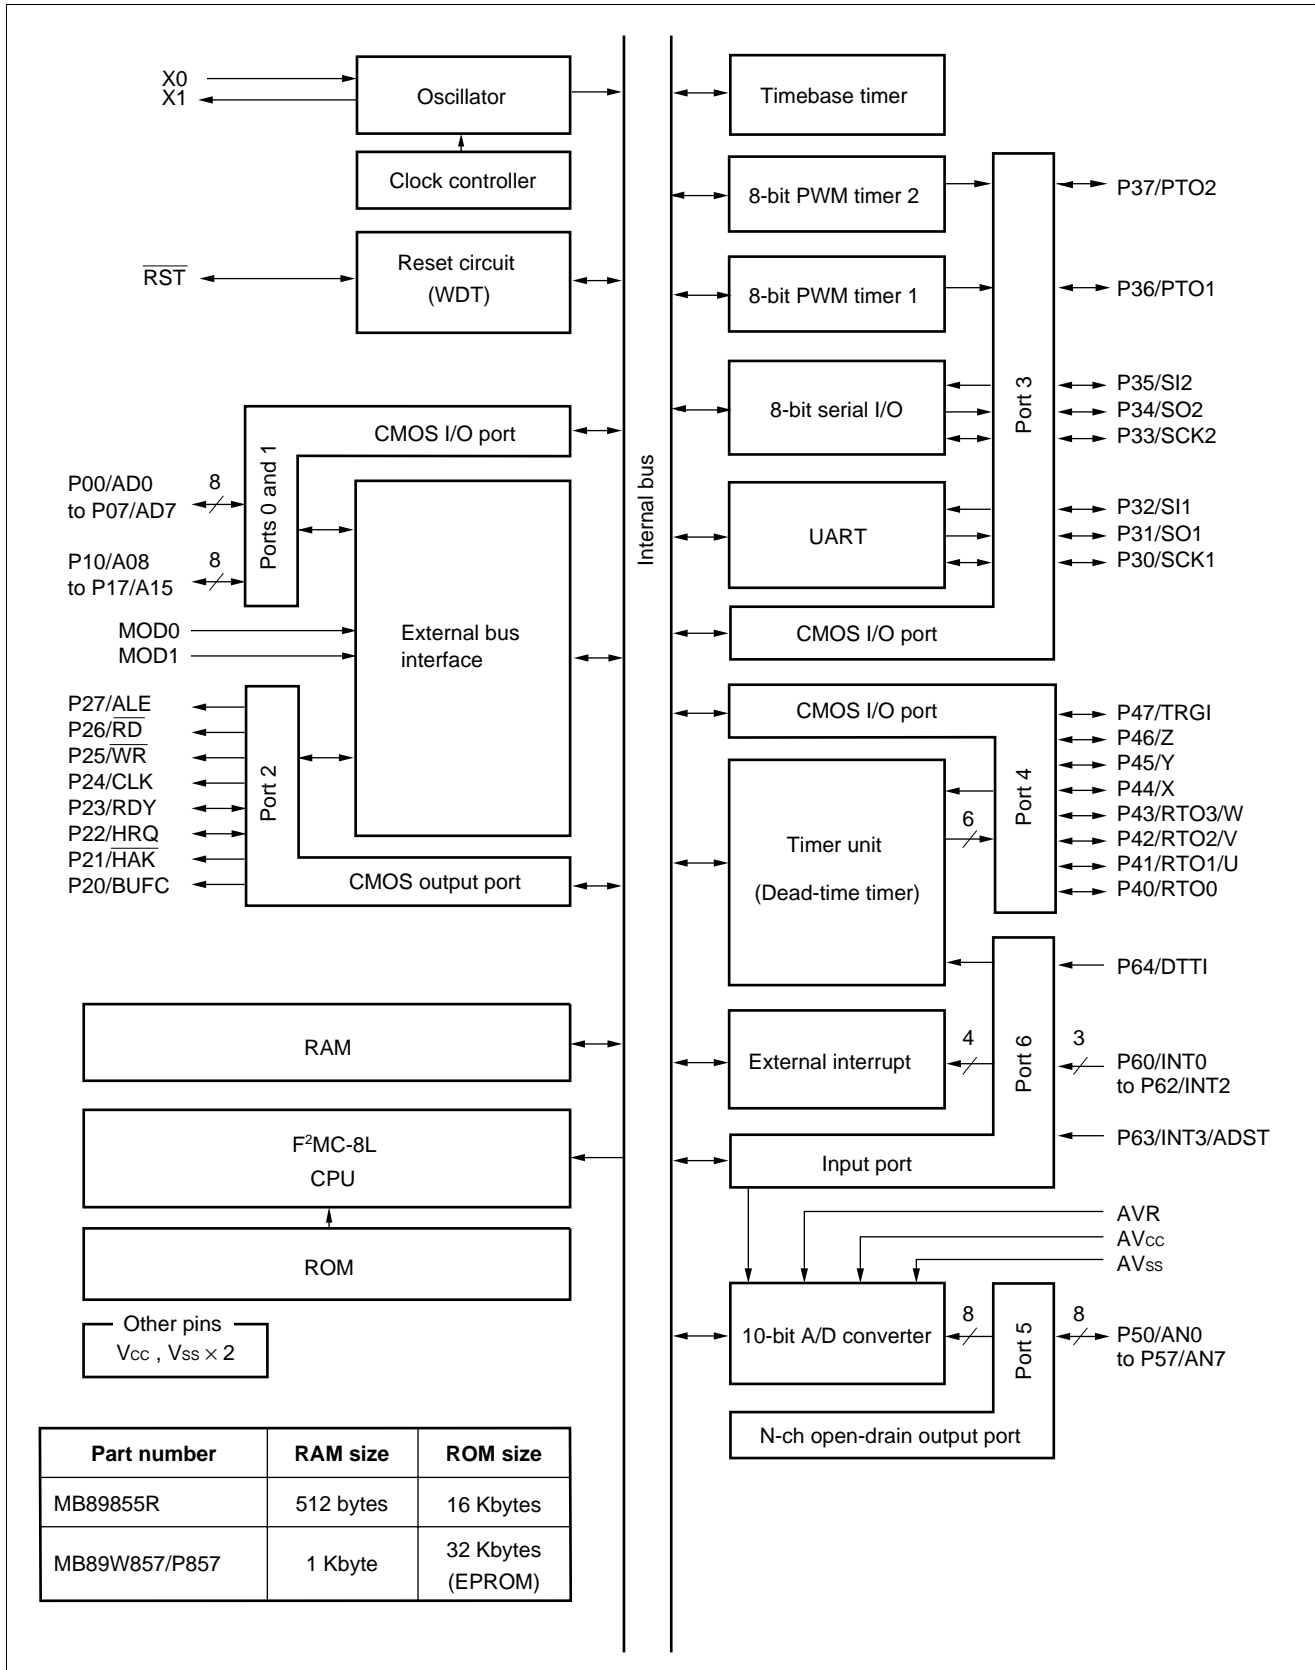 X0
X1
Oscillator
Clock controller
RST
Reset circuit
(WDT)
CMOS I/O port
Ports 0 and 1
P00/AD0
to P07/AD7
8
P10/A08
to P17/A15
8
MOD0
MOD1
External bus
interface
P27/ALE
P26/RD
P25/WR
P24/CLK
P23/RDY
P22/HRQ
P21/HAK
P20/BUFC
Port 2
CMOS output port
RAM
F²MC-8L
CPU
ROM
Other pins
VCC , VSS × 2
Part number RAM size ROM size
MB89855R 512 bytes 16 Kbytes
MB89W857/P857 1 Kbyte 32 Kbytes
(EPROM)
Internal bus
Timebase timer
8-bit PWM timer 2
8-bit PWM timer 1
8-bit serial I/O
UART
CMOS I/O port
Port 3
P37/PTO2
P36/PTO1
P35/SI2
P34/SO2
P33/SCK2
P32/SI1
P31/SO1
P30/SCK1
CMOS I/O port
Port 4
Timer unit
(Dead-time timer)
6
P47/TRGI
P46/Z
P45/Y
P44/X
P43/RTO3/W
P42/RTO2/V
P41/RTO1/U
P40/RTO0
P64/DTTI
External interrupt
4
Port 6
3
P60/INT0
to P62/INT2
P63/INT3/ADST
Input port
AVR
AVCC
AVSS
10-bit A/D converter
8
Port 5
8
P50/AN0
to P57/AN7
N-ch open-drain output port